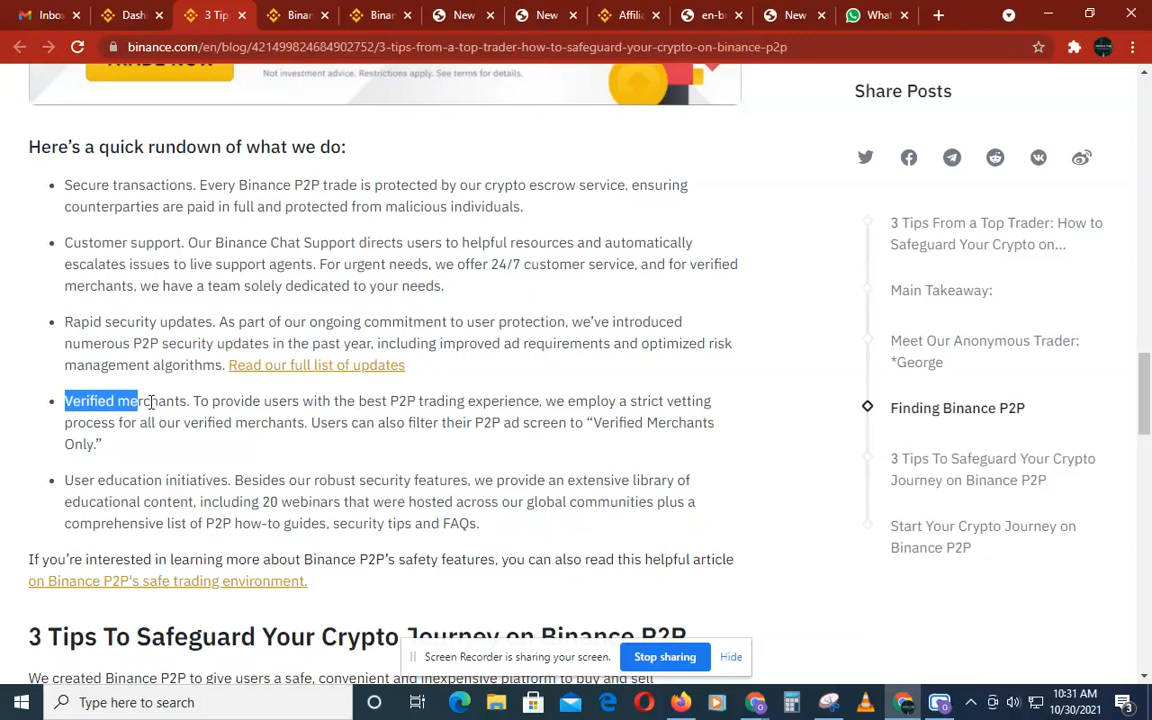 Inbox
Dash
3 Tip
Binan
Binan
New
New
Affilia
en-b
New
What
binance.com/en/blog/421499824684902752/3-tips-from-a-top-trader-how-to-safeguard-your-crypto-on-binance-p2p
Not investment advice. Restrictions apply. See terms for details.
Share Posts
Here's a quick rundown of what we do:
Secure transactions. Every Binance P2P trade is protected by our crypto escrow service, ensuring
counterparties are paid in full and protected from malicious individuals.
Customer support. Our Binance Chat Support directs users to helpful resources and automatically
escalates issues to live support agents. For urgent needs, we offer 24/7 customer service, and for verified
merchants, we have a team solely dedicated to your needs.
Rapid security updates. As part of our ongoing commitment to user protection, we've introduced
numerous P2P security updates in the past year, including improved ad requirements and optimized risk
management algorithms. Read our full list of updates
Verified merchants. To provide users with the best P2P trading experience, we employ a strict vetting
process for all our verified merchants. Users can also filter their P2P ad screen to “Verified Merchants
Only.”
User education initiatives. Besides our robust security features, we provide an extensive library of
educational content, including 20 webinars that were hosted across our global communities plus a
comprehensive list of P2P how-to guides, security tips and FAQs.
If you're interested in learning more about Binance P2P's safety features, you can also read this helpful article
on Binance P2P's safe trading environment.
3 Tips To Safeguard Your Crypto Journey on Binance P2P
We created Binance P2P to give users a safe, convenient and inexpensive platform to buy and sell
3 Tips From a Top Trader: How to
Safeguard Your Crypto on...
Main Takeaway:
Meet Our Anonymous Trader:
*George
Finding Binance P2P
3 Tips To Safeguard Your Crypto
Journey on Binance P2P
Start Your Crypto Journey on
Binance P2P
Screen Recorder is sharing your screen.
Stop sharing
Hide
Type here to search
10:31 AM
10/30/2021
3